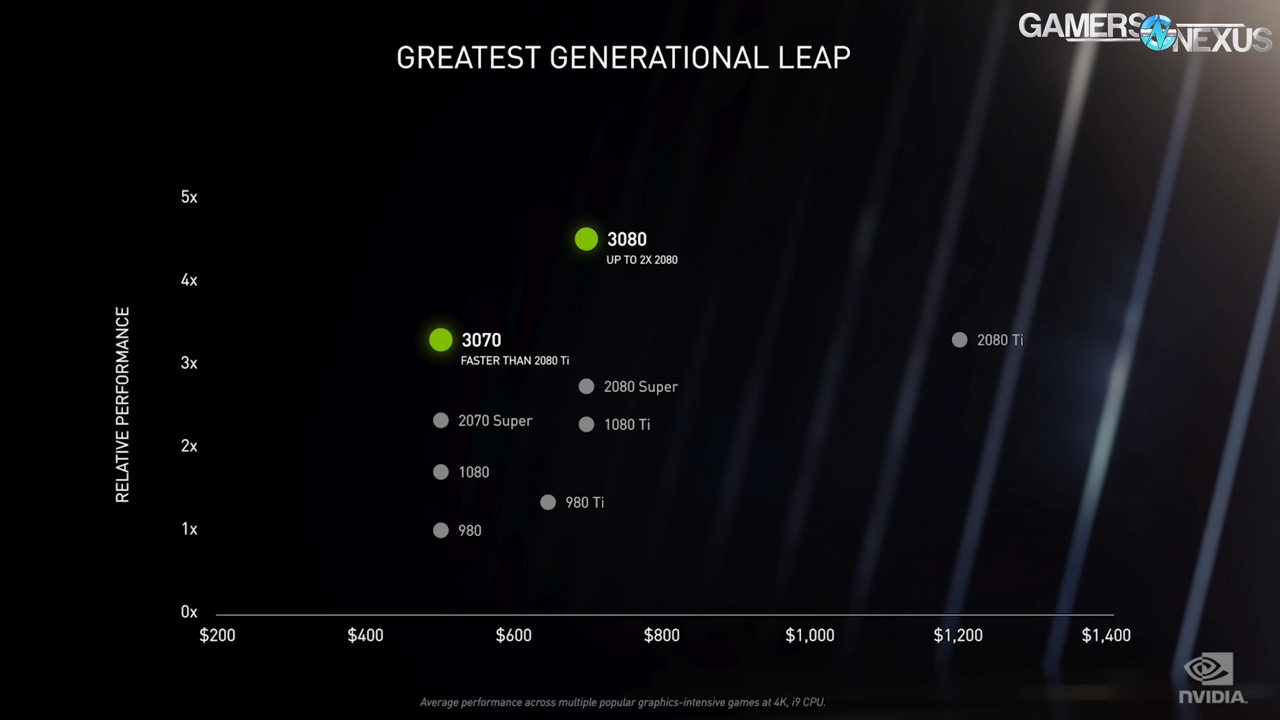 GAMERS NEXUS
GREATEST GENERATIONAL LEAP
5x
3080
UP TO 2X 2080
4x
RELATIVE PERFORMANCE
3070
FASTER THAN 2080 Ti
2080 Ti
3x
2080 Super
2070 Super
1080 Ti
2x
1080
980 Ti
1x
980
0x
$200 $400 $600 $800 $1,000 $1,200 $1,400
Average performance across multiple popular graphics-intensive games at 4K, i9 CPU.
NVIDIA.